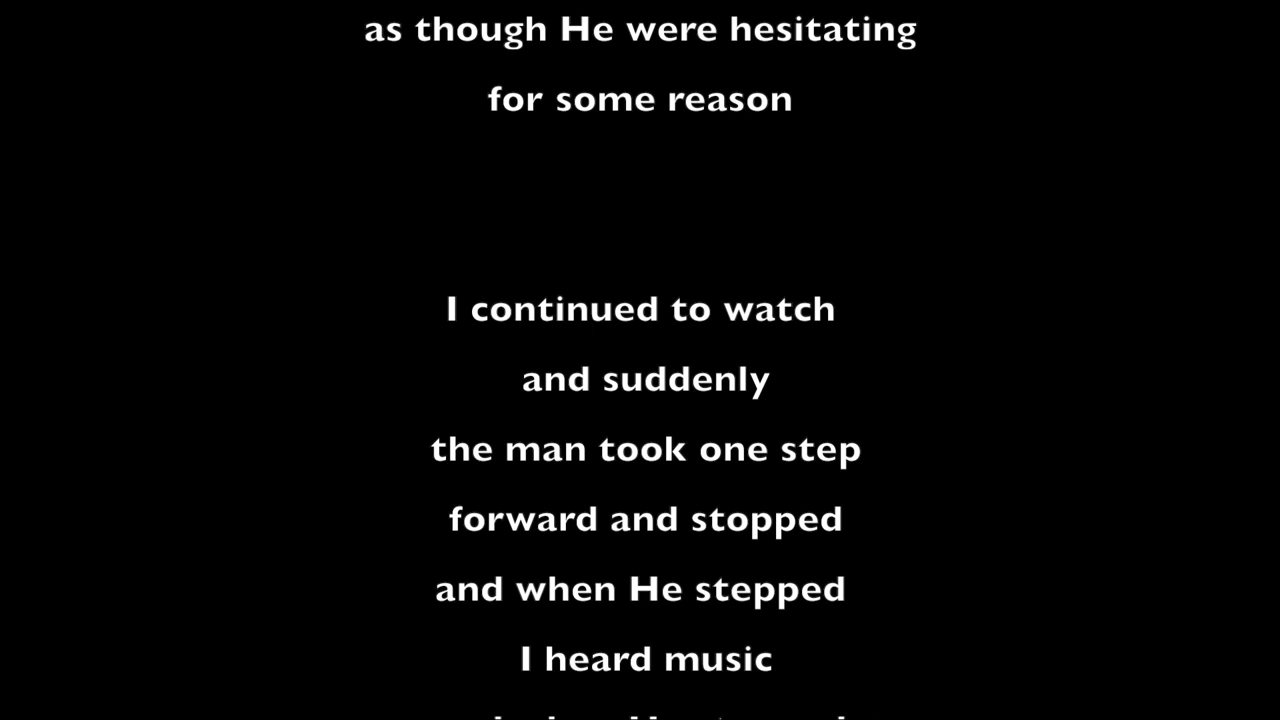 as though He were hesitating
for some reason
I continued to watch
and suddenly
the man took one step
forward and stopped
and when He stepped
I heard music